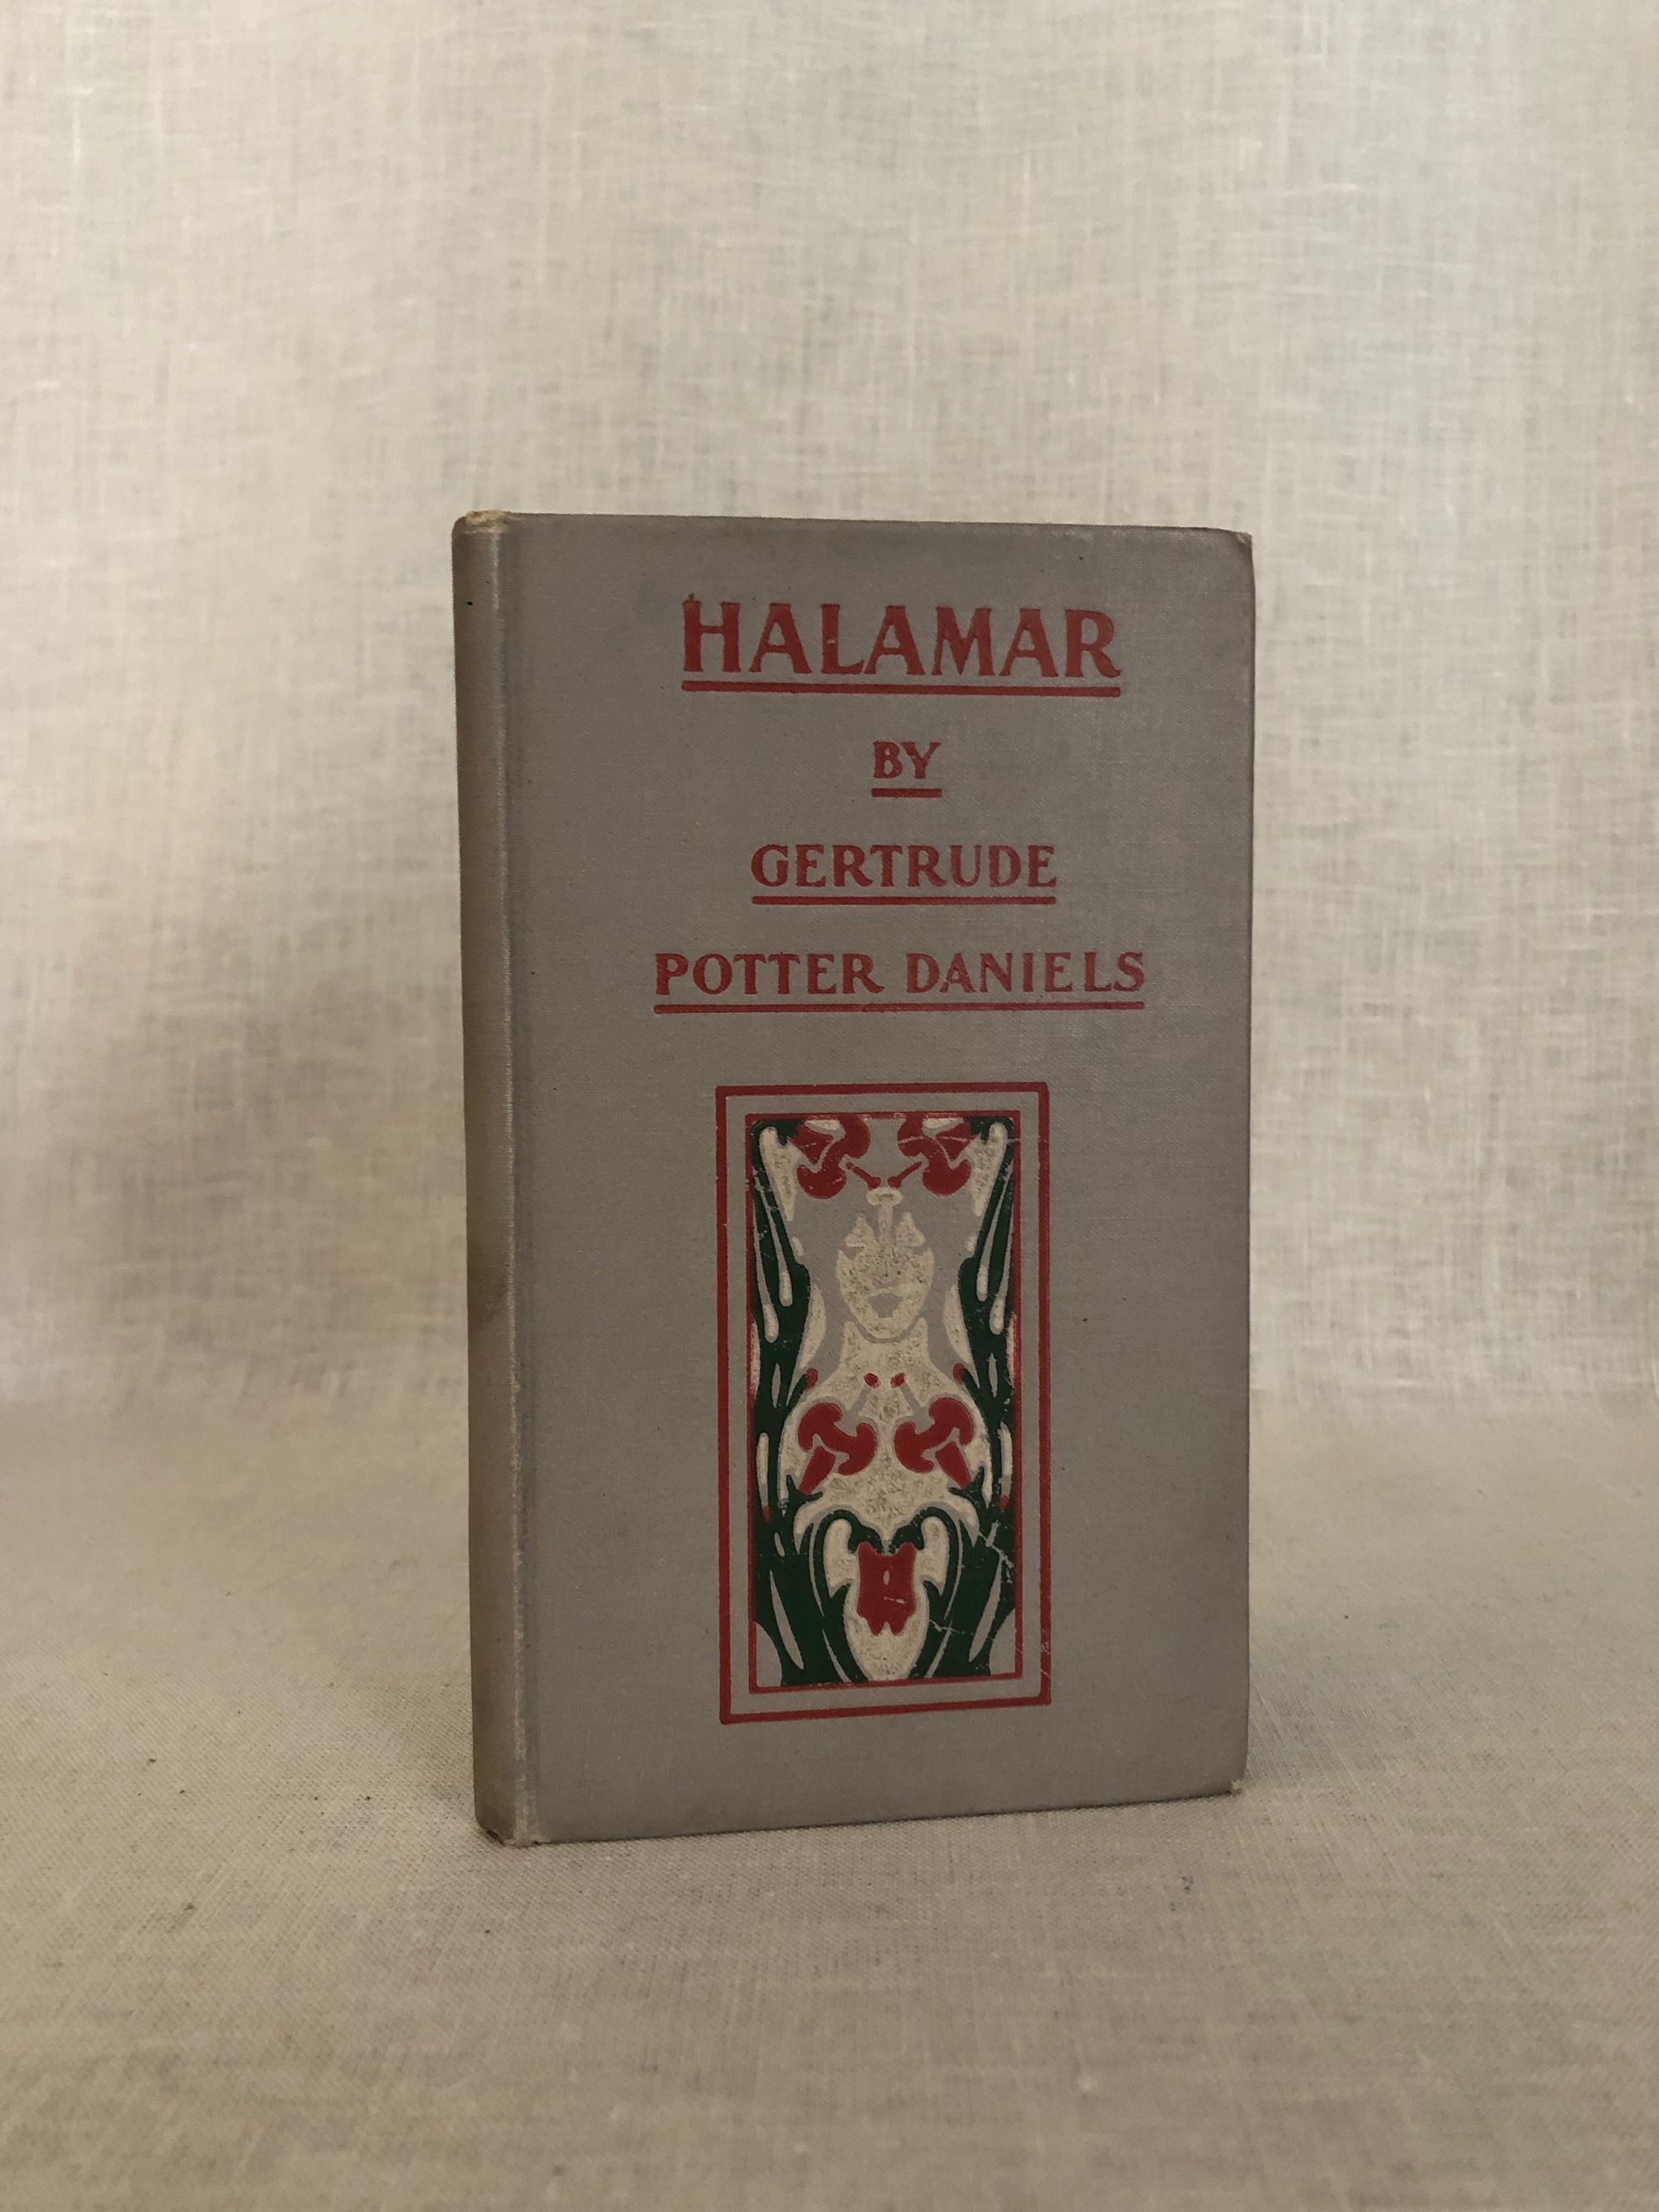 HALAMAR
BY
GERTRUDE
POTTER DANIELS